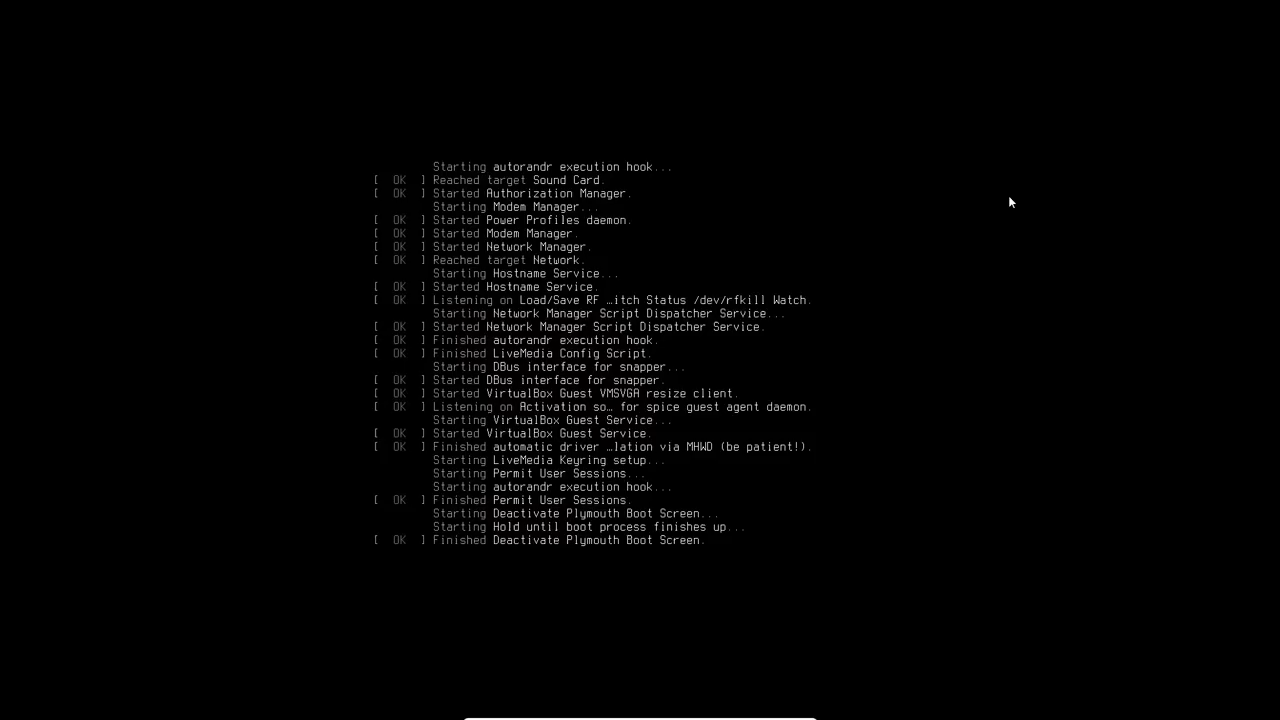 Starting autorandr execution hook...
[  OK  ] Reached target Sound Card.
[  OK  ] Started Authorization Manager.
Starting Modem Manager...
[  OK  ] Started Power Profiles daemon.
[  OK  ] Started Modem Manager.
[  OK  ] Started Network Manager.
[  OK  ] Reached target Network.
Starting Hostname Service...
[  OK  ] Started Hostname Service.
[  OK  ] Listening on Load/Save RF …itch Status /dev/rfkill Watch.
Starting Network Manager Script Dispatcher Service...
[  OK  ] Started Network Manager Script Dispatcher Service.
[  OK  ] Finished autorandr execution hook.
[  OK  ] Finished LiveMedia Config Script.
Starting DBus interface for snapper...
[  OK  ] Started DBus interface for snapper.
[  OK  ] Started VirtualBox Guest VMSVGA resize client.
[  OK  ] Listening on Activation so… for spice guest agent daemon.
Starting VirtualBox Guest Service...
[  OK  ] Started VirtualBox Guest Service.
[  OK  ] Finished automatic driver …lation via MHWD (be patient!).
Starting LiveMedia Keyring setup...
Starting Permit User Sessions...
Starting autorandr execution hook...
[  OK  ] Finished Permit User Sessions.
Starting Deactivate Plymouth Boot Screen...
Starting Hold until boot process finishes up...
[  OK  ] Finished Deactivate Plymouth Boot Screen.